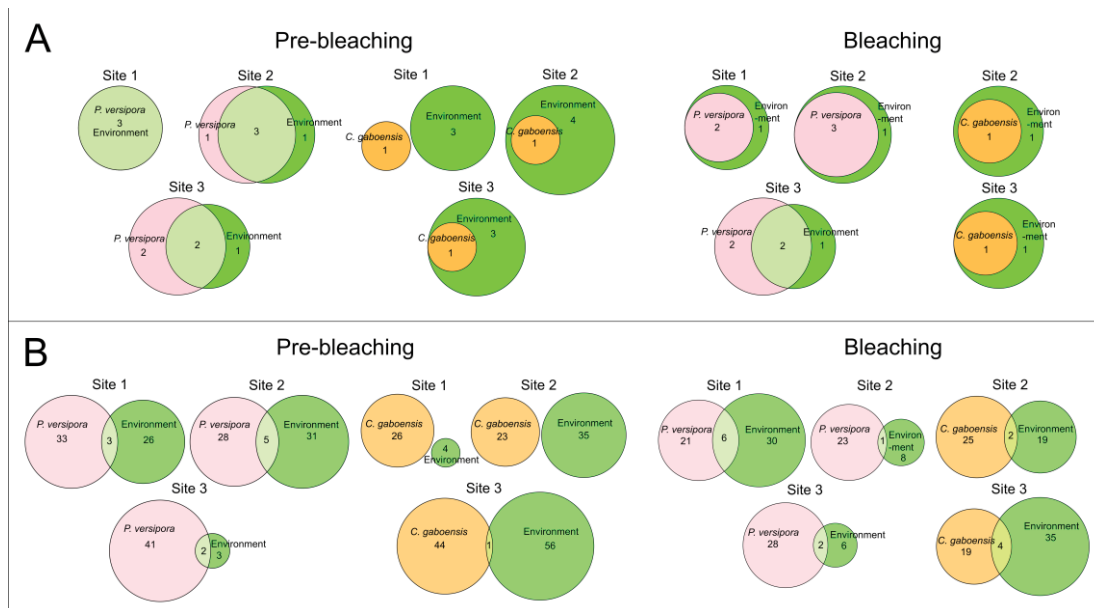 A
Pre-bleaching
Bleaching
Site 1
P. versipora
3
Environment
Site 2
P. versipora
1
3
Environment
1
Site 1
C. gaboensis
1
Environment
3
Site 2
Environment
4
C. gaboensis
1
Site 3
P. versipora
2
2
Environment
1
Site 3
Environment
3
C. gaboensis
1
Site 1
P. versipora
2
Environ
-ment
1
Site 2
P. versipora
3
Environ
-ment
1
Site 2
C. gaboensis
1
Environ
-ment
1
Site 3
P. versipora
2
2
Environment
1
Site 3
C. gaboensis
1
Environ
-ment
1
B
Pre-bleaching
Bleaching
Site 1
P. versipora
33
3
Environment
26
Site 2
P. versipora
28
5
Environment
31
Site 1
C. gaboensis
26
4
Environment
Site 2
C. gaboensis
23
Environment
35
Site 3
P. versipora
41
2
Environment
3
Site 3
C. gaboensis
44
1
Environment
56
Site 1
P. versipora
21
6
Environment
30
Site 2
P. versipora
23
1
Environ
-ment
8
Site 2
C. gaboensis
25
2
Environment
19
Site 3
P. versipora
28
2
Environment
6
Site 3
C. gaboensis
19
4
Environment
35